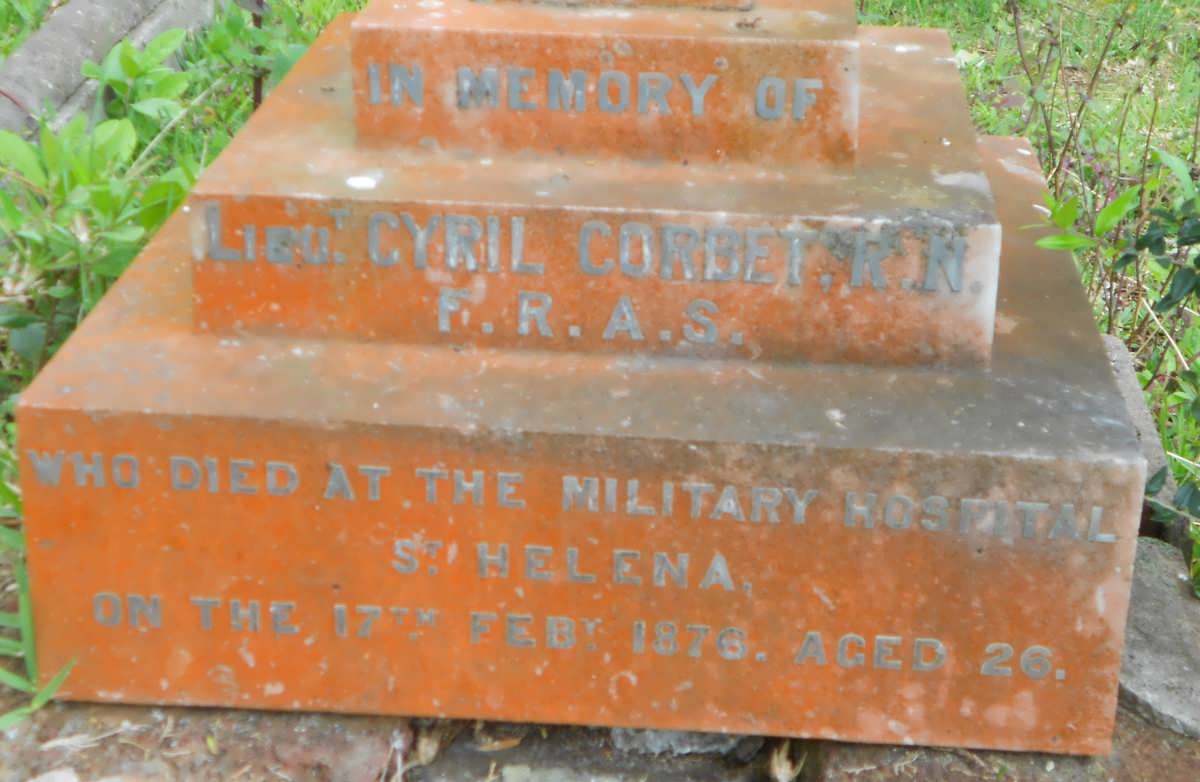 IN MEMORY OF
LIEUT. CYRIL CORBET, R.N
F.R.A.S.
WHO DIED AT THE MILITARY HOSPITAL
ST. HELENA,
ON THE 17TH FEBY. 1876. AGED 26.